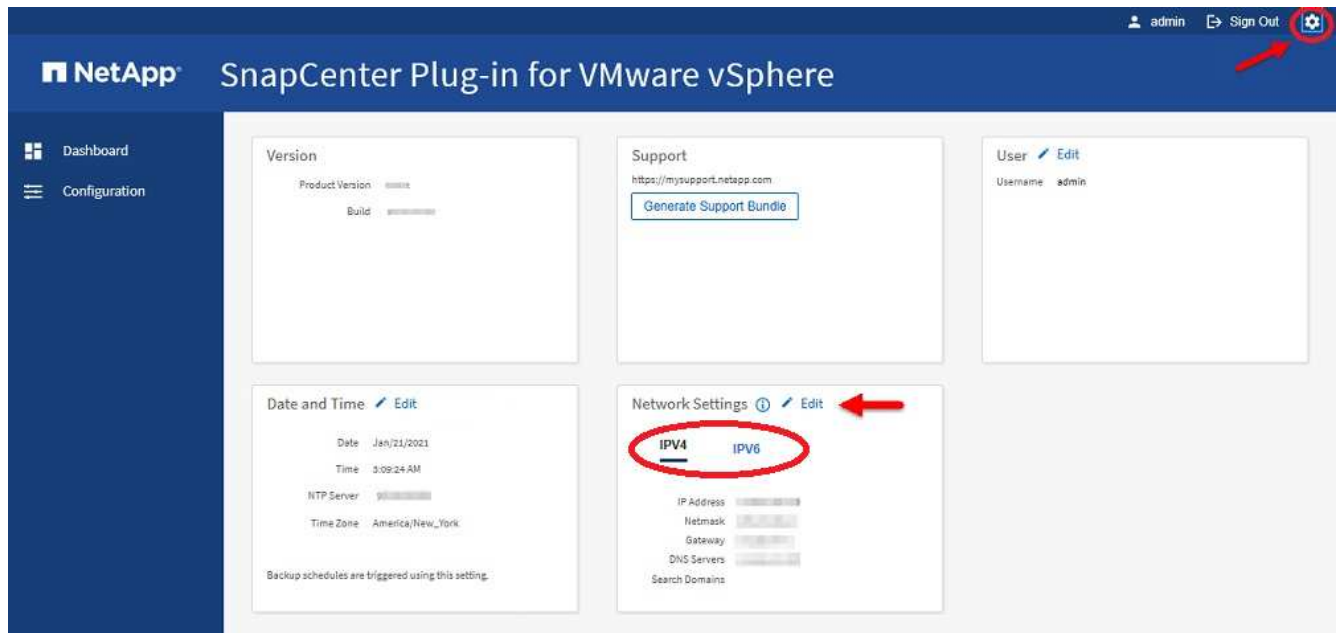 admin Sign Out
NetApp SnapCenter Plug-in for VMware vSphere
Dashboard
Configuration
Version
Product Version
Build
Support
https://mysupport.netapp.com
Generate Support Bundle
User Edit
Username admin
Date and Time Edit
Date Jan/21/2021
Time 3:09:24 AM
NTP Server
Time Zone America/New_York
Backup schedules are triggered using this setting.
Network Settings Edit
IPV4 IPV6
IP Address
Netmask
Gateway
DNS Servers
Search Domains